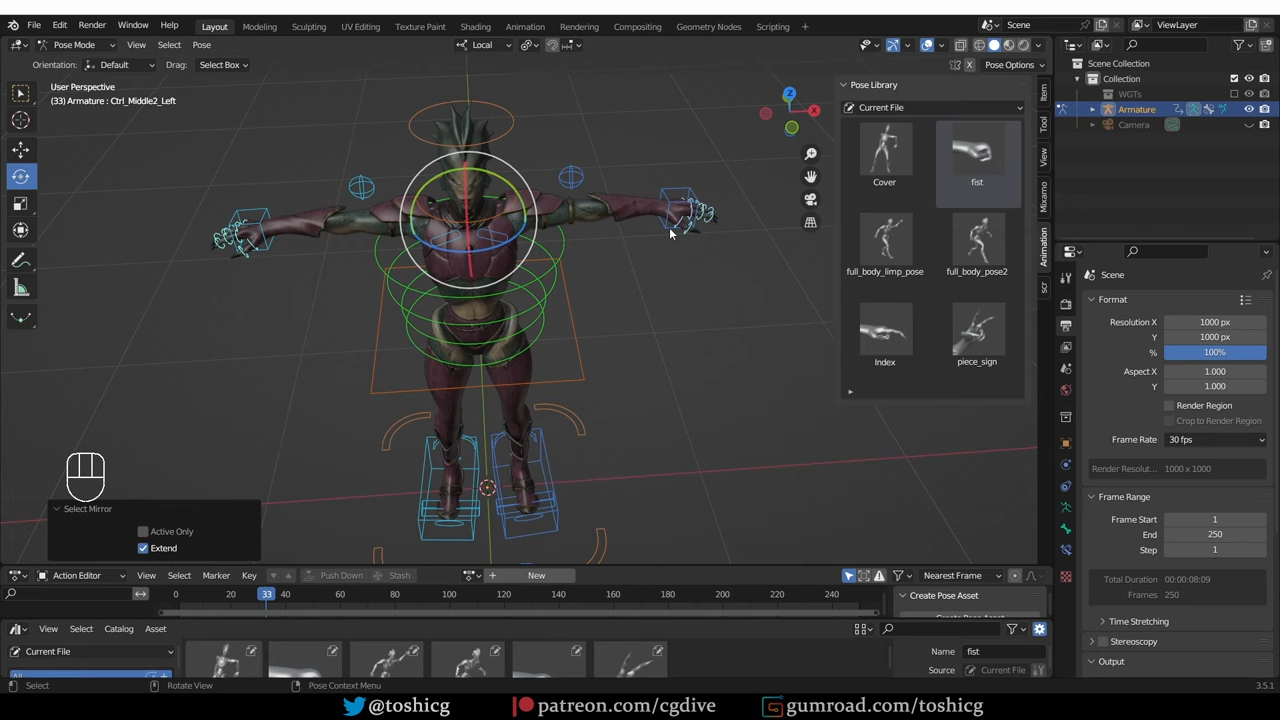 File Edit Render Window Help Layout Modeling Sculpting UV Editing Texture Paint Shading Animation Rendering Compositing Geometry Nodes Scripting + Scene ViewLayer
Pose Mode View Select Pose Local
Orientation: Default Drag: Select Box X Pose Options
User Perspective
(33) Armature : Ctrl_Middle2_Left
Z
X
Pose Library
Current File
Cover fist
full_body_limp_pose full_body_pose2
Index piece_sign
Item
Tool
View
Mixamo
Animation
scr
Scene Collection
Collection
WGTs
Armature
Camera
Scene
Format
Resolution X 1000 px
Y 1000 px
% 100%
Aspect X 1.000
Y 1.000
Render Region
Crop to Render Region
Frame Rate 30 fps
Render Resolut... 1000 x 1000
Frame Range
Frame Start 1
End 250
Step 1
Total Duration 00:00:08:09
Frames 250
Time Stretching
Stereoscopy
Output
Select Mirror
Active Only
Extend
Action Editor View Select Marker Key Push Down Stash + New Nearest Frame
0 20 33 40 60 80 100 120 140 160 180 200 220 240
Create Pose Asset
View Select Catalog Asset
Current File
Name fist
Source Current File
Select Rotate View Pose Context Menu 3.5.1
@toshicg patreon.com/cgdive gumroad.com/toshicg